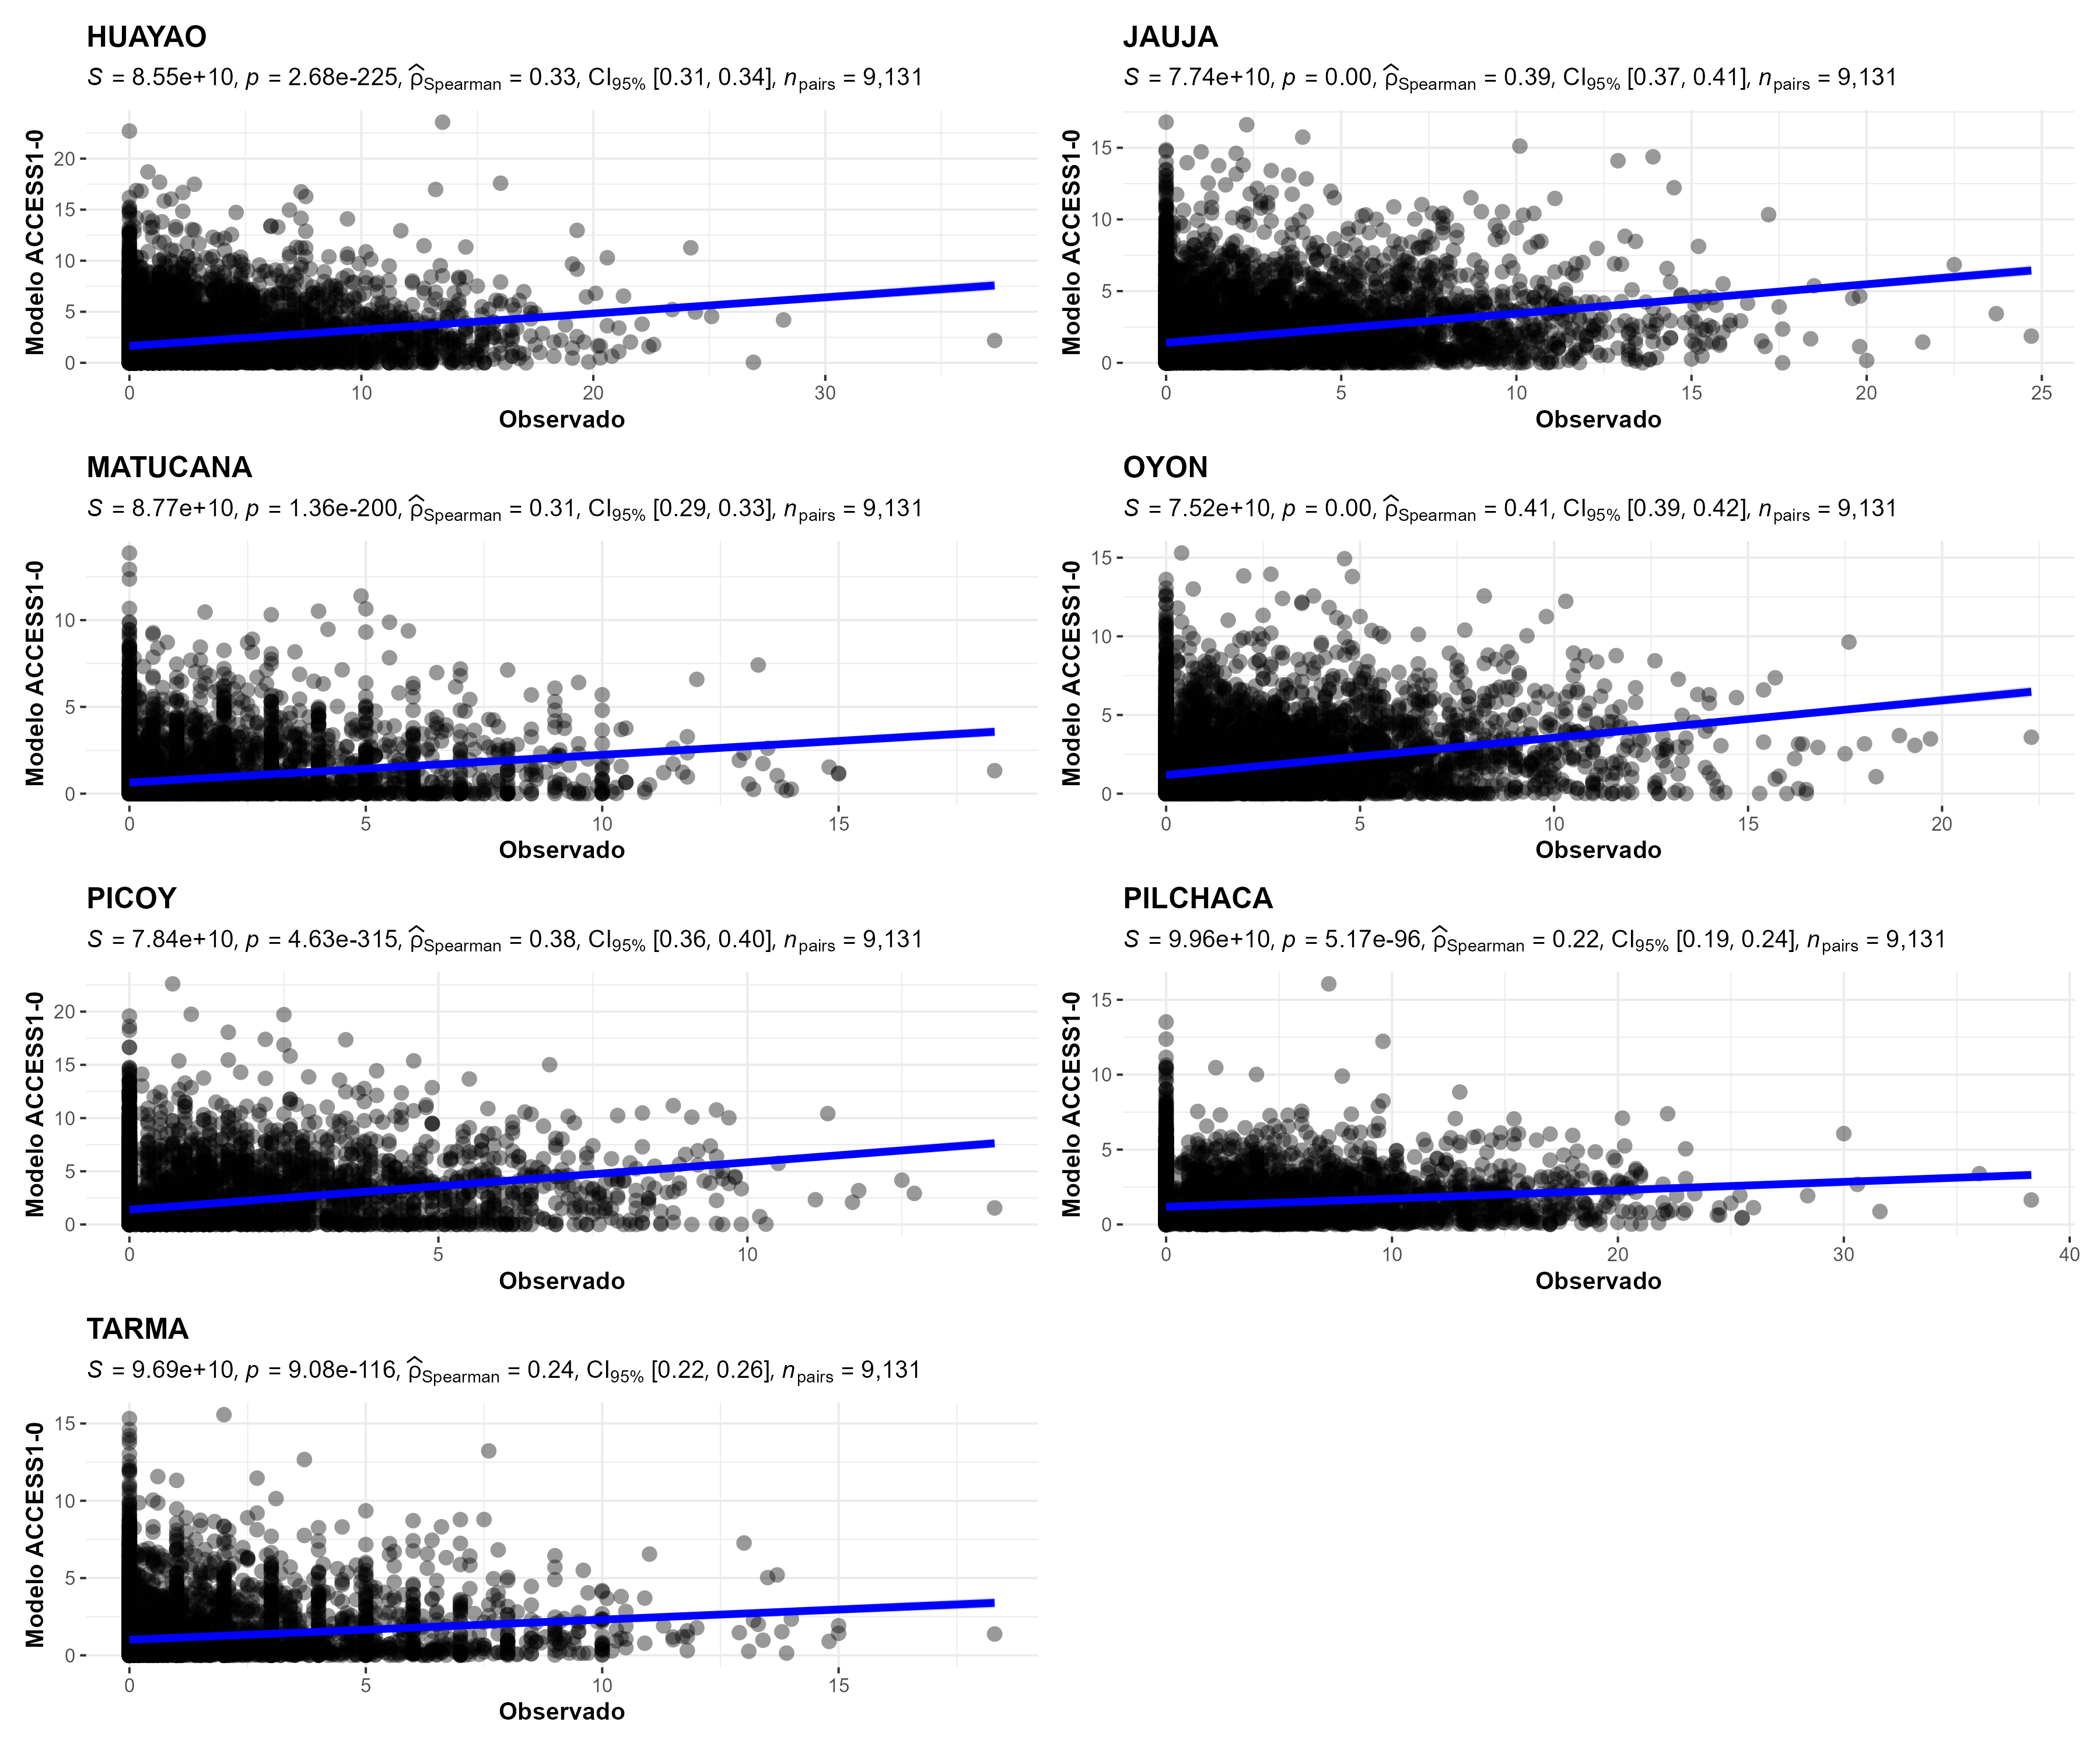 HUAYAO
S = 8.55e+10, p = 2.68e-225, ρ̂Spearman = 0.33, CI95% [0.31, 0.34], npairs = 9,131
Modelo ACCESS1-0
20
15
10
5
0
0 10 20 30
Observado
JAUJA
S = 7.74e+10, p = 0.00, ρ̂Spearman = 0.39, CI95% [0.37, 0.41], npairs = 9,131
Modelo ACCESS1-0
15
10
5
0
0 5 10 15 20 25
Observado
MATUCANA
S = 8.77e+10, p = 1.36e-200, ρ̂Spearman = 0.31, CI95% [0.29, 0.33], npairs = 9,131
Modelo ACCESS1-0
10
5
0
0 5 10 15
Observado
OYON
S = 7.52e+10, p = 0.00, ρ̂Spearman = 0.41, CI95% [0.39, 0.42], npairs = 9,131
Modelo ACCESS1-0
15
10
5
0
0 5 10 15 20
Observado
PICOY
S = 7.84e+10, p = 4.63e-315, ρ̂Spearman = 0.38, CI95% [0.36, 0.40], npairs = 9,131
Modelo ACCESS1-0
20
15
10
5
0
0 5 10
Observado
PILCHACA
S = 9.96e+10, p = 5.17e-96, ρ̂Spearman = 0.22, CI95% [0.19, 0.24], npairs = 9,131
Modelo ACCESS1-0
15
10
5
0
0 10 20 30 40
Observado
TARMA
S = 9.69e+10, p = 9.08e-116, ρ̂Spearman = 0.24, CI95% [0.22, 0.26], npairs = 9,131
Modelo ACCESS1-0
15
10
5
0
0 5 10 15
Observado